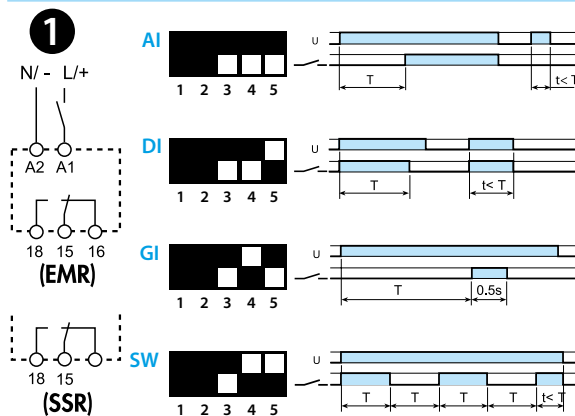 1
N/ - L/+
A2 A1
18 15 16
(EMR)
18 15
(SSR)
AI
1 2 3 4 5
U
T t< T
DI
1 2 3 4 5
U
T t< T
GI
1 2 3 4 5
U
T 0.5s
SW
1 2 3 4 5
U
T T T T t< T